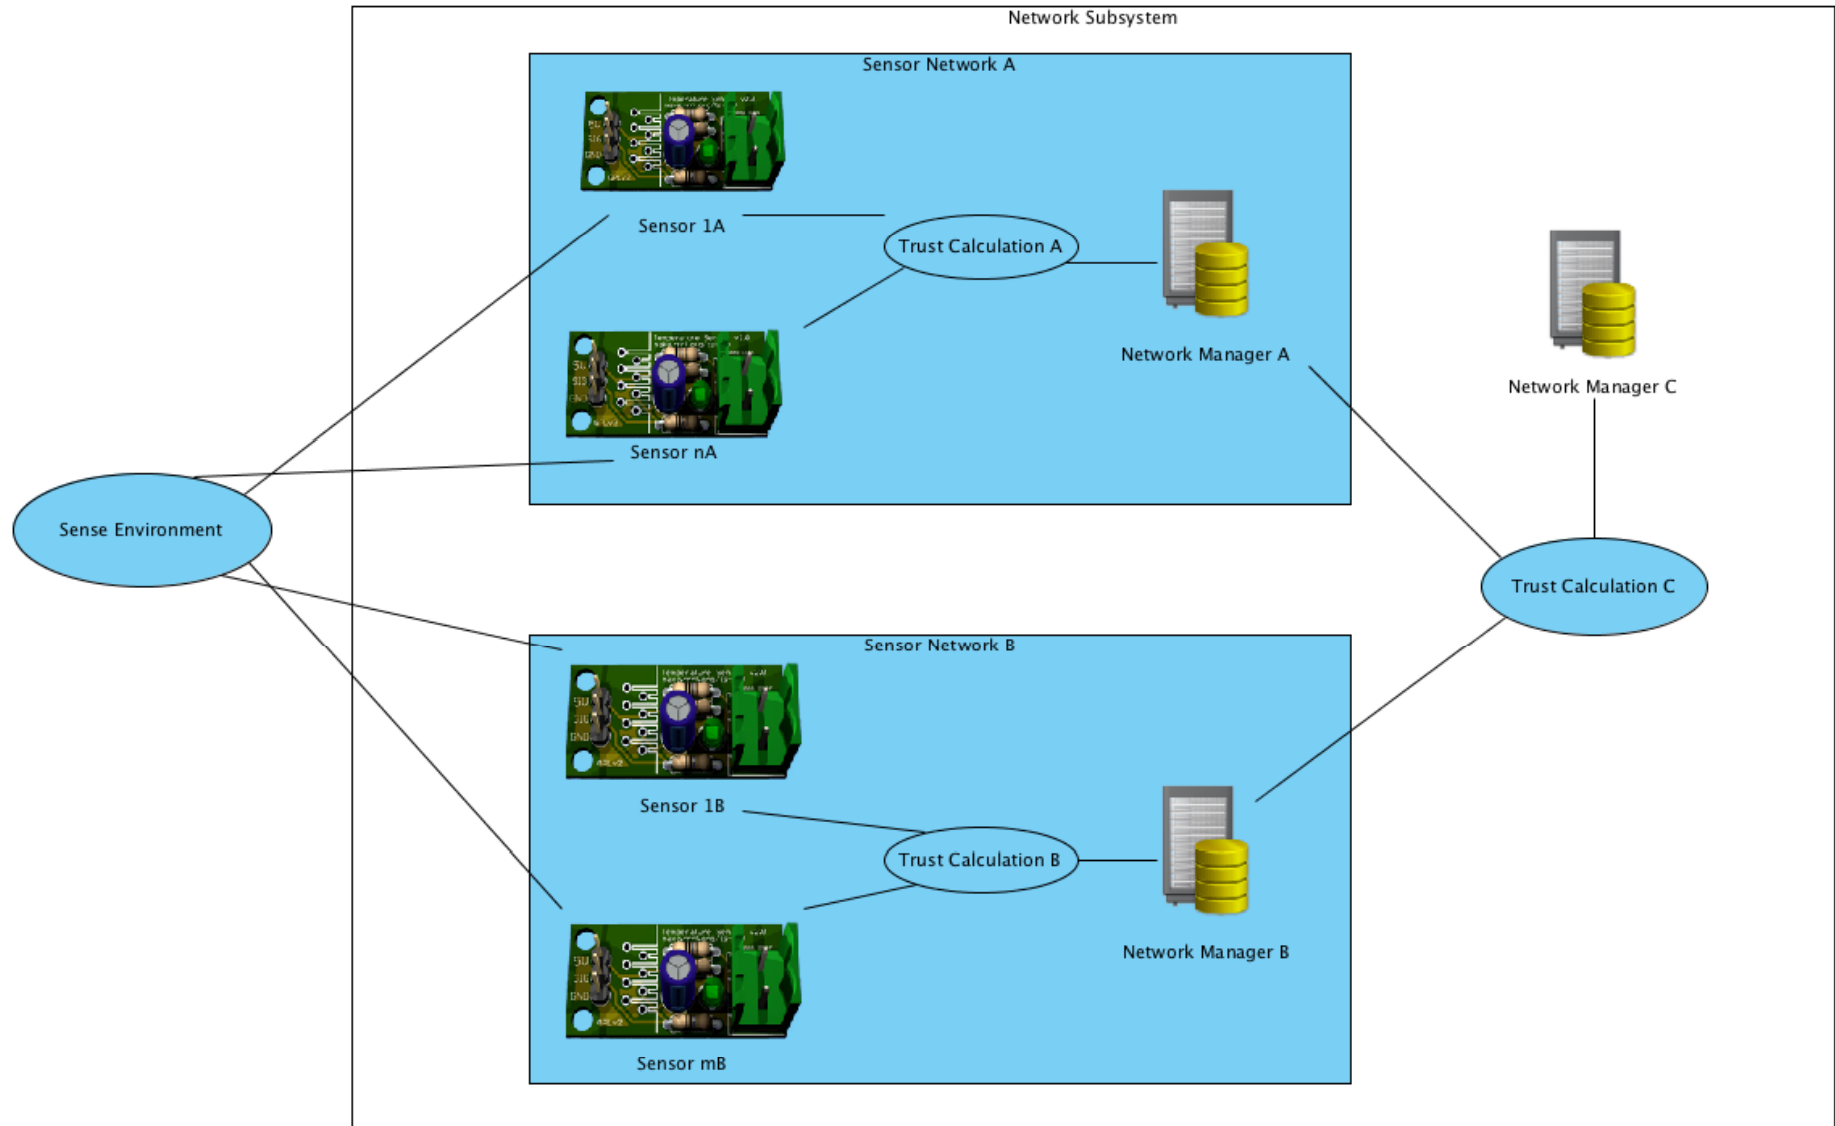 Network Subsystem
Sensor Network A
Sensor 1A
Trust Calculation A
Network Manager A
Sensor nA
Network Manager C
Sense Environment
Trust Calculation C
Sensor Network B
Sensor 1B
Trust Calculation B
Network Manager B
Sensor mB